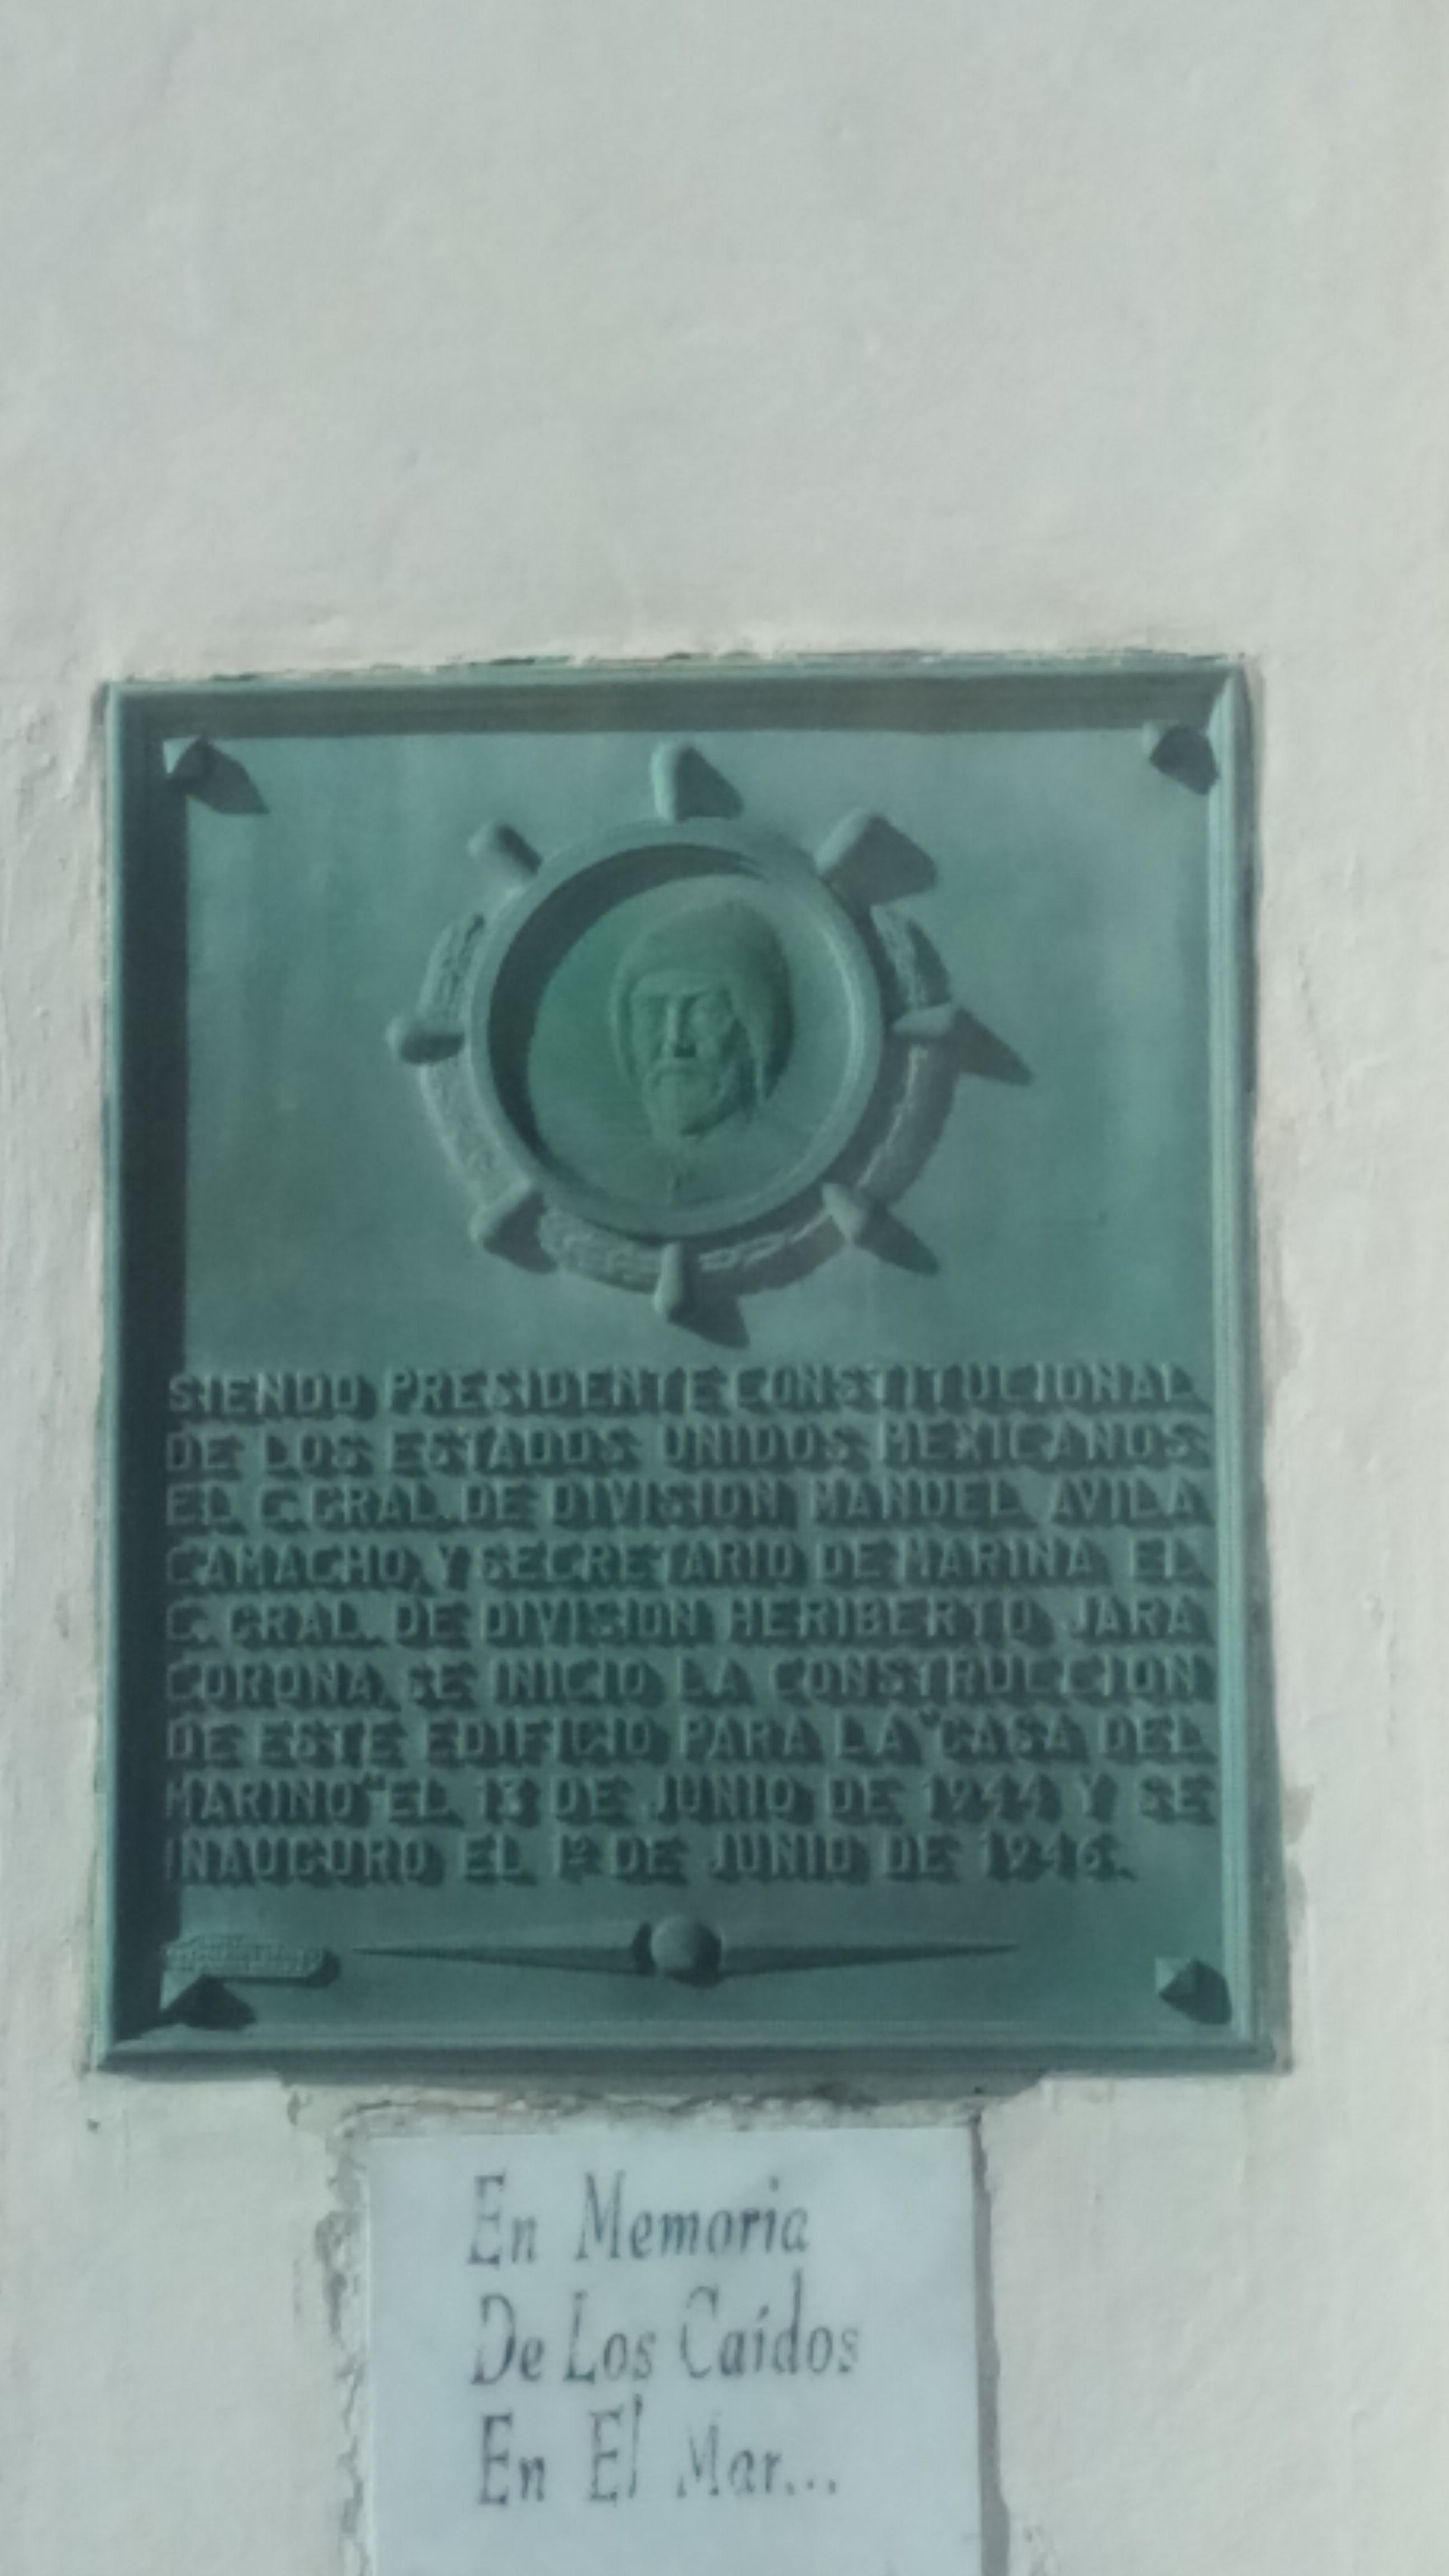 SIENDO PRESIDENTE CONSTITUCIONAL
DE LOS ESTADOS UNIDOS MEXICANOS
EL C. GRAL. DE DIVISION MANUEL AVILA
CAMACHO, Y SECRETARIO DE MARINA EL
C. GRAL. DE DIVISION HERIBERTO JARA
CORONA, SE INICIO LA CONSTRUCCION
DE ESTE EDIFICIO PARA LA "CASA DEL
MARINO" EL 13 DE JUNIO DE 1944 Y SE
INAUGURO EL 1º DE JUNIO DE 1946.
En Memoria
De Los Caídos
En El Mar...